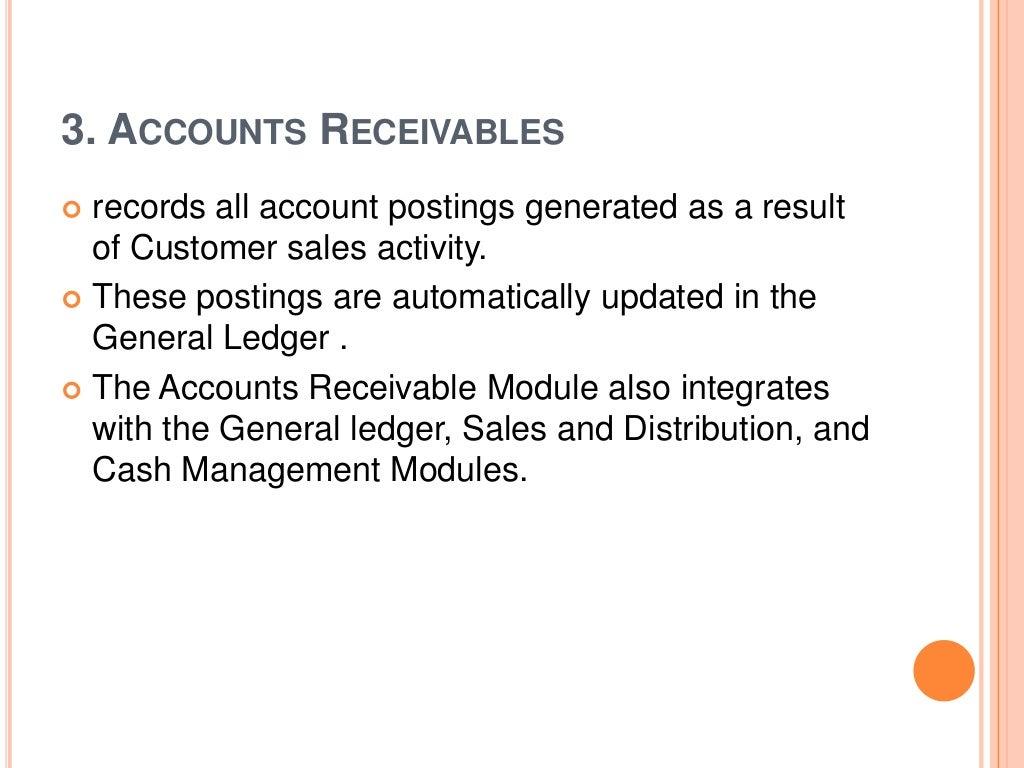 3. ACCOUNTS RECEIVABLES
records all account postings generated as a result
of Customer sales activity.
These postings are automatically updated in the
General Ledger .
The Accounts Receivable Module also integrates
with the General ledger, Sales and Distribution, and
Cash Management Modules.